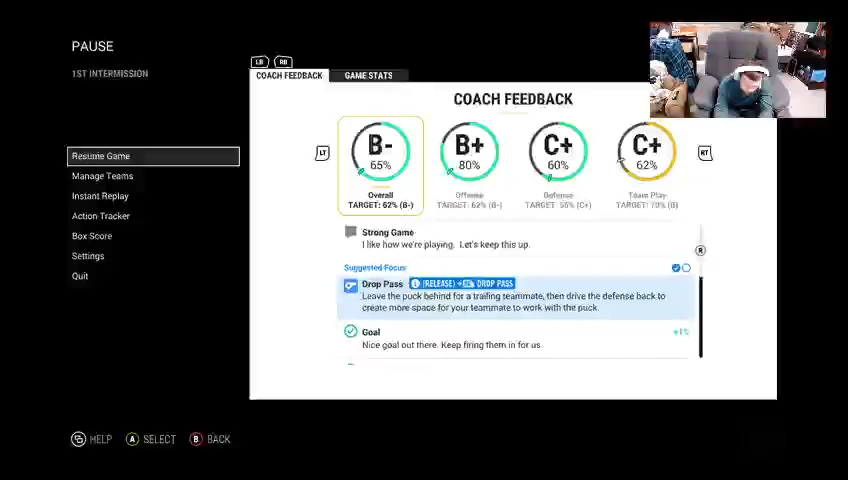 PAUSE
1ST INTERMISSION
Resume Game
Manage Teams
Instant Replay
Action Tracker
Box Score
Settings
Quit
LB RB
COACH FEEDBACK GAME STATS
COACH FEEDBACK
LT
B- 65%
B+ 80%
C+ 60%
C+ 62%
RT
Overall Offense Defense Team Play
TARGET: 62% (B-) TARGET: 62% (B-) TARGET: 55% (C+) TARGET: 70% (B)
Strong Game
I like how we're playing. Let's keep this up.
R
Suggested Focus
Drop Pass (RELEASE) + RB DROP PASS
Leave the puck behind for a trailing teammate, then drive the defense back to
create more space for your teammate to work with the puck.
Goal +1%
Nice goal out there. Keep firing them in for us.
HELP A SELECT B BACK